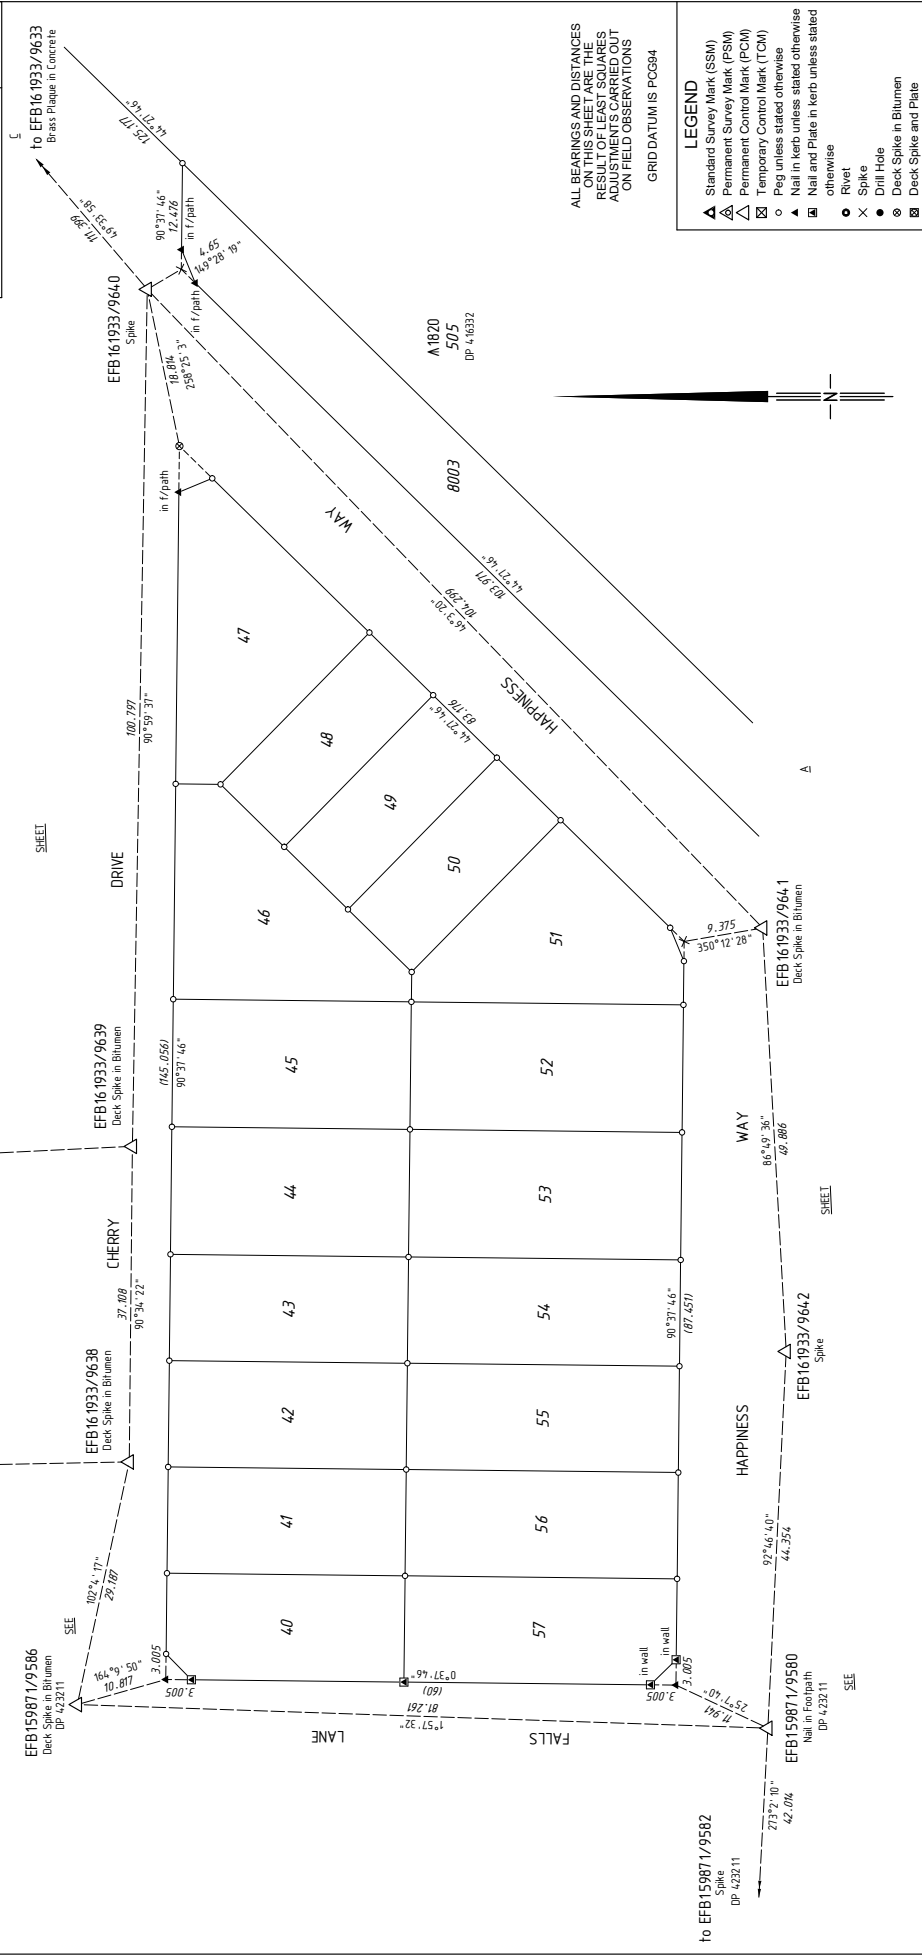 C
to EFB161933/9633
Brass Plaque in Concrete
44°21'46"
125.177
49°33'58"
111.399
90°37'46"
12.476
in f/path
4.65
149°28'19"
in f/path
EFB161933/9640
Spike
18.814
258°25'3"
in f/path
ALL BEARINGS AND DISTANCES
ON THIS SHEET ARE THE
RESULT OF LEAST SQUARES
ADJUSTMENTS CARRIED OUT
ON FIELD OBSERVATIONS
GRID DATUM IS PCG94
LEGEND
Standard Survey Mark (SSM)
Permanent Survey Mark (PSM)
Permanent Control Mark (PCM)
Temporary Control Mark (TCM)
Peg unless stated otherwise
Nail in kerb unless stated otherwise
Nail and Plate in kerb unless stated
otherwise
Rivet
Spike
Drill Hole
Deck Spike in Bitumen
Deck Spike and Plate
A1820
505
DP 416332
8003
N
SHEET
DRIVE
100.797
90°59'37"
47
48
49
50
51
46
WAY
HAPPINESS
44°21'46"
83.176
46°3'20"
104.299
44°21'46"
103.971
A
EFB161933/9639
Deck Spike in Bitumen
(145.056)
90°37'46"
45
52
9.375
350°12'28"
EFB161933/9641
Deck Spike in Bitumen
CHERRY
37.108
90°34'22"
44
53
WAY
86°49'36"
49.886
SHEET
43
54
90°37'46"
(87.451)
EFB161933/9638
Deck Spike in Bitumen
42
55
HAPPINESS
EFB161933/9642
Spike
102°4'17"
29.187
41
56
92°46'40"
44.354
SEE
EFB159871/9586
Deck Spike in Bitumen
DP 423211
164°9'50"
10.817
3.005
3.005
40
57
0°37'46"
(60)
81.261
1°57'32"
in wall
in wall
3.005
3.005
25°7'40"
11.941
LANE
FALLS
EFB159871/9580
Nail in Footpath
DP 423211
SEE
273°2'10"
42.014
to EFB159871/9582
Spike
DP 423211